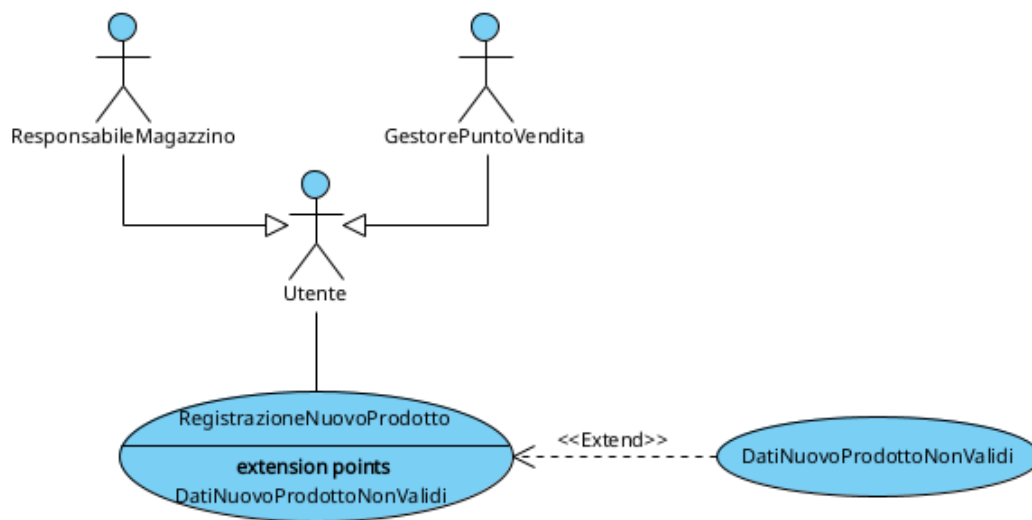 ResponsabileMagazzino
GestorePuntoVendita
Utente
RegistrazioneNuovoProdotto
extension points
DatiNuovoProdottoNonValidi
<<Extend>>
DatiNuovoProdottoNonValidi